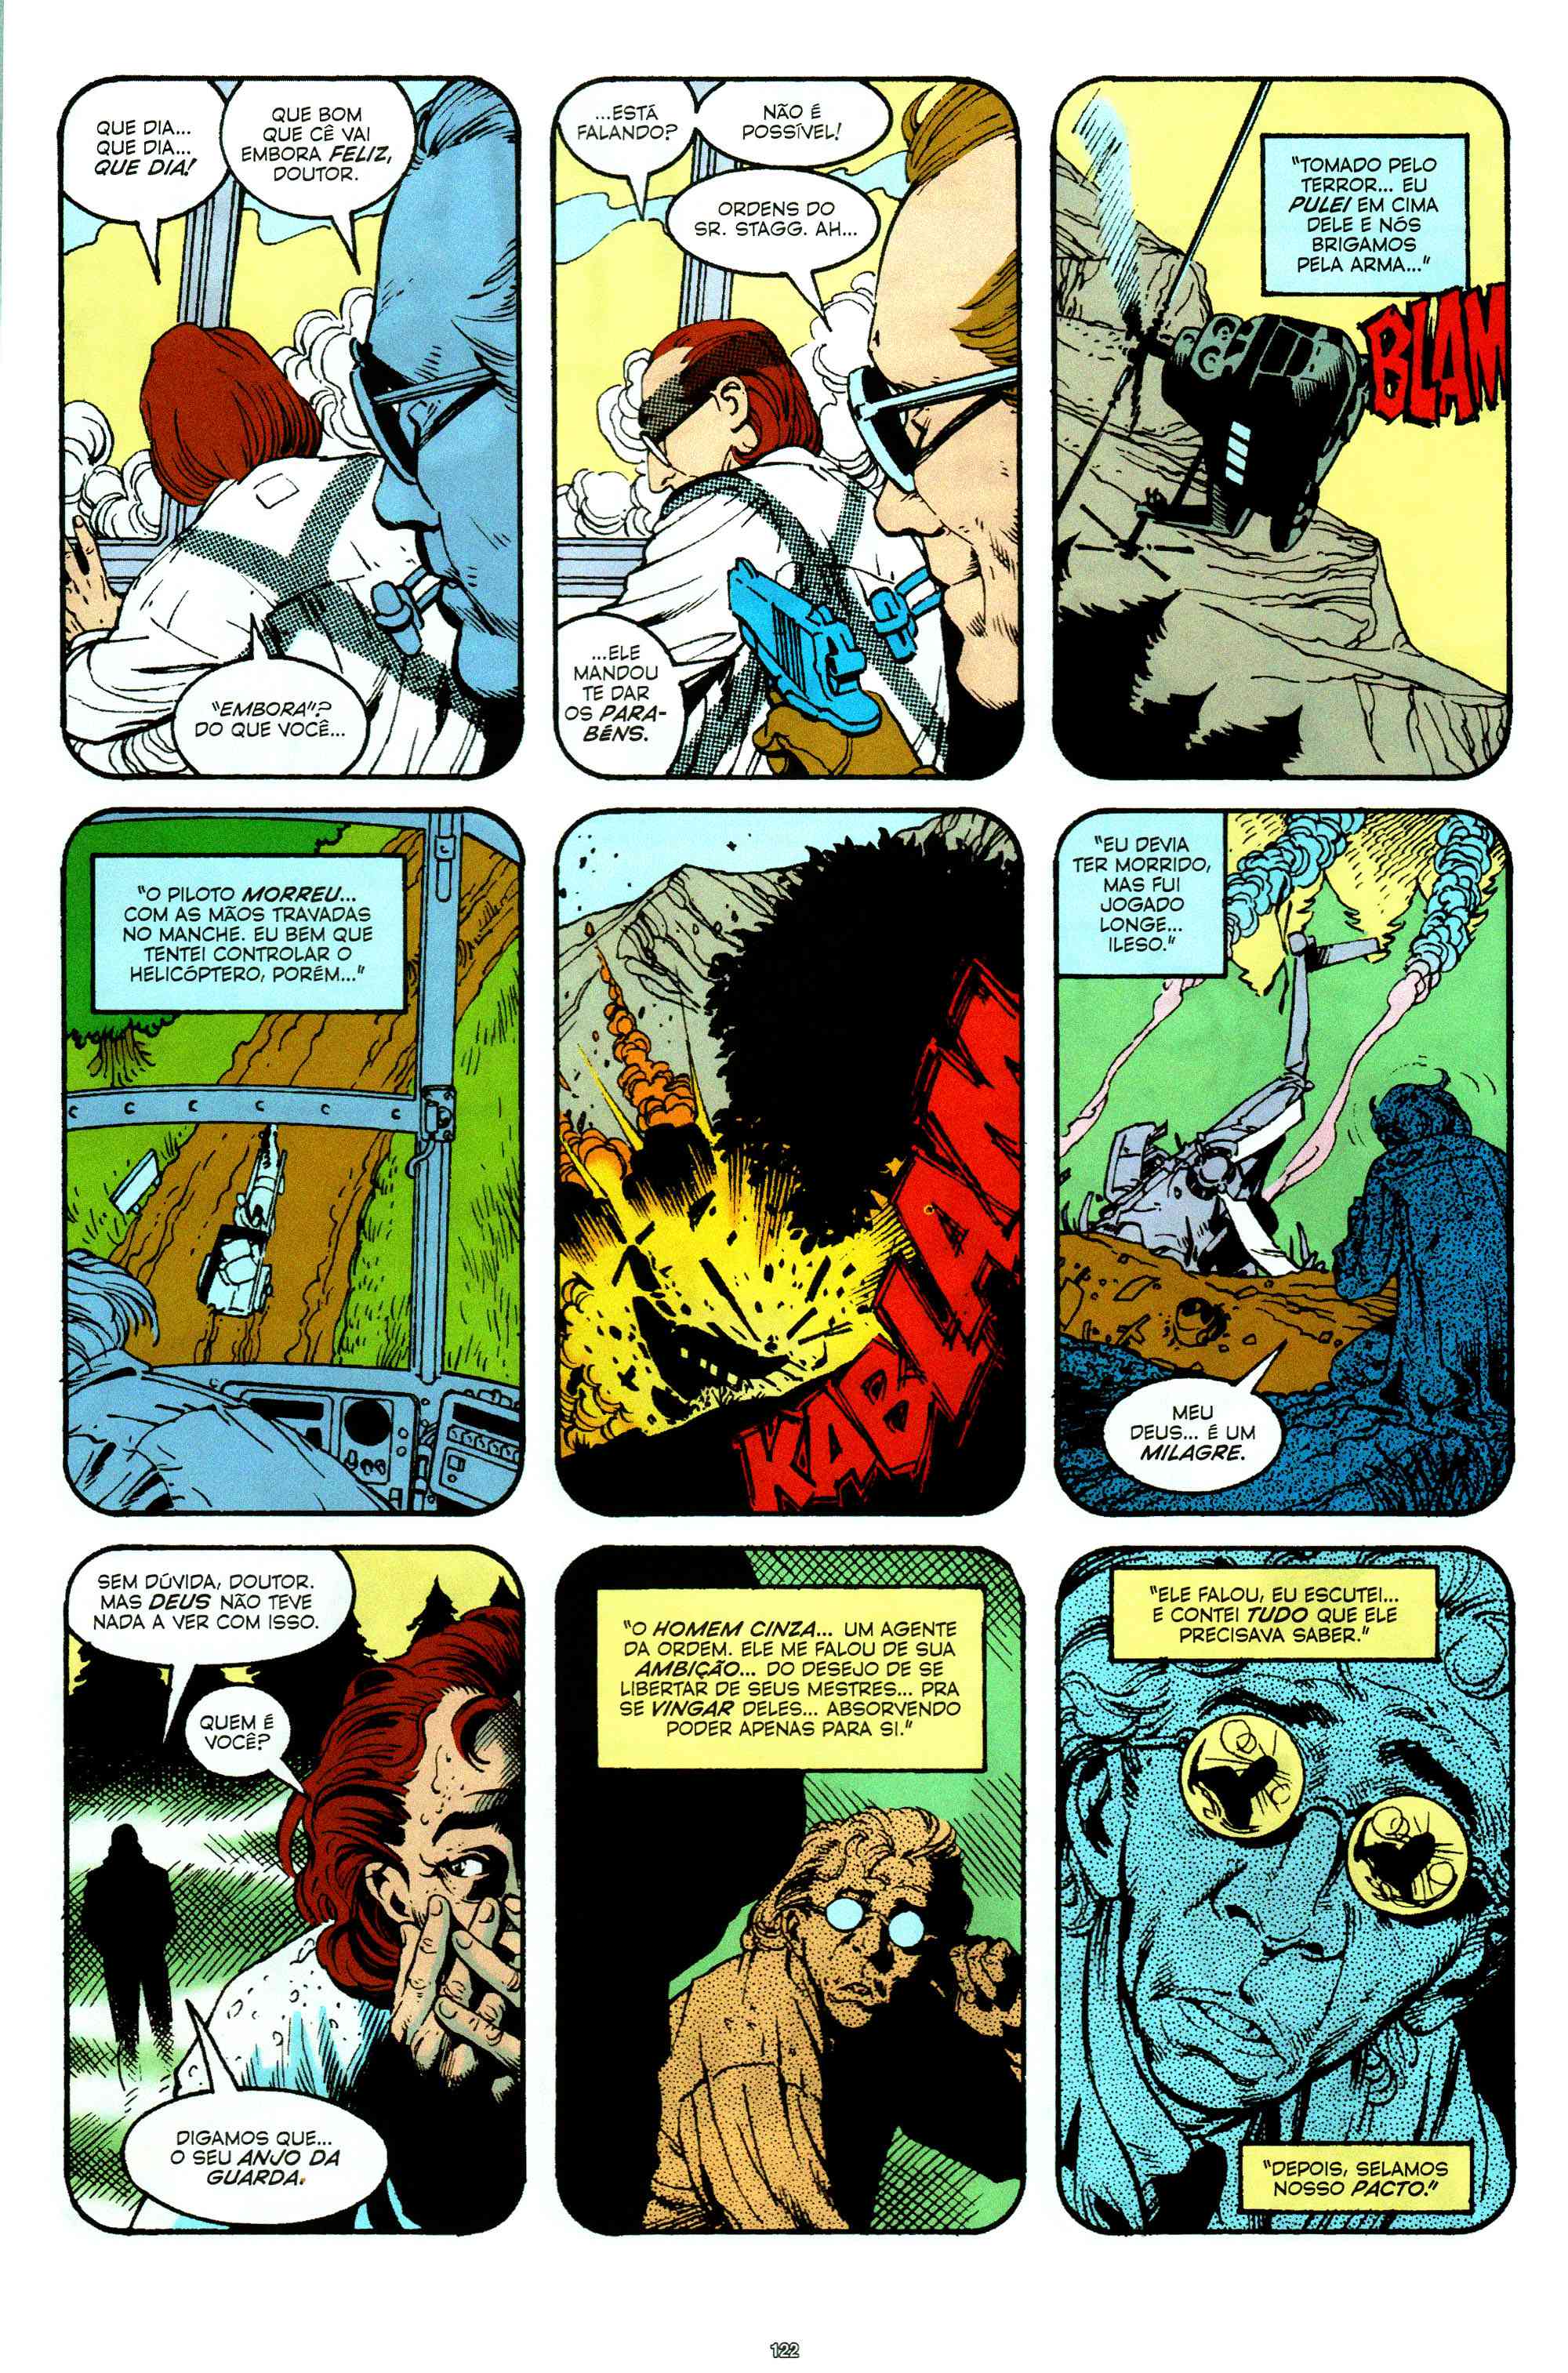 QUE DIA...
QUE DIA...
QUE DIA!
QUE BOM
QUE CÊ VAI
EMBORA FELIZ,
DOUTOR.
"EMBORA"?
DO QUE VOCÊ...
...ESTÁ
FALANDO?
NÃO É
POSSÍVEL!
ORDENS DO
SR. STAGG. AH...
...ELE
MANDOU
TE DAR
OS PARA-
BÉNS.
"TOMADO PELO
TERROR... EU
PULEI EM CIMA
DELE E NÓS
BRIGAMOS
PELA ARMA..."
BLAM
"O PILOTO MORREU...
COM AS MÃOS TRAVADAS
NO MANCHE. EU BEM QUE
TENTEI CONTROLAR O
HELICÓPTERO, PORÉM..."
KABLAM
"EU DEVIA
TER MORRIDO,
MAS FUI
JOGADO
LONGE...
ILESO."
MEU
DEUS... É UM
MILAGRE.
SEM DÚVIDA, DOUTOR.
MAS DEUS NÃO TEVE
NADA A VER COM ISSO.
QUEM É
VOCÊ?
DIGAMOS QUE...
O SEU ANJO DA
GUARDA.
"O HOMEM CINZA... UM AGENTE
DA ORDEM. ELE ME FALOU DE SUA
AMBIÇÃO... DO DESEJO DE SE
LIBERTAR DE SEUS MESTRES... PRA
SE VINGAR DELES... ABSORVENDO
PODER APENAS PARA SI."
"ELE FALOU, EU ESCUTEI...
E CONTEI TUDO QUE ELE
PRECISAVA SABER."
"DEPOIS, SELAMOS
NOSSO PACTO."
122